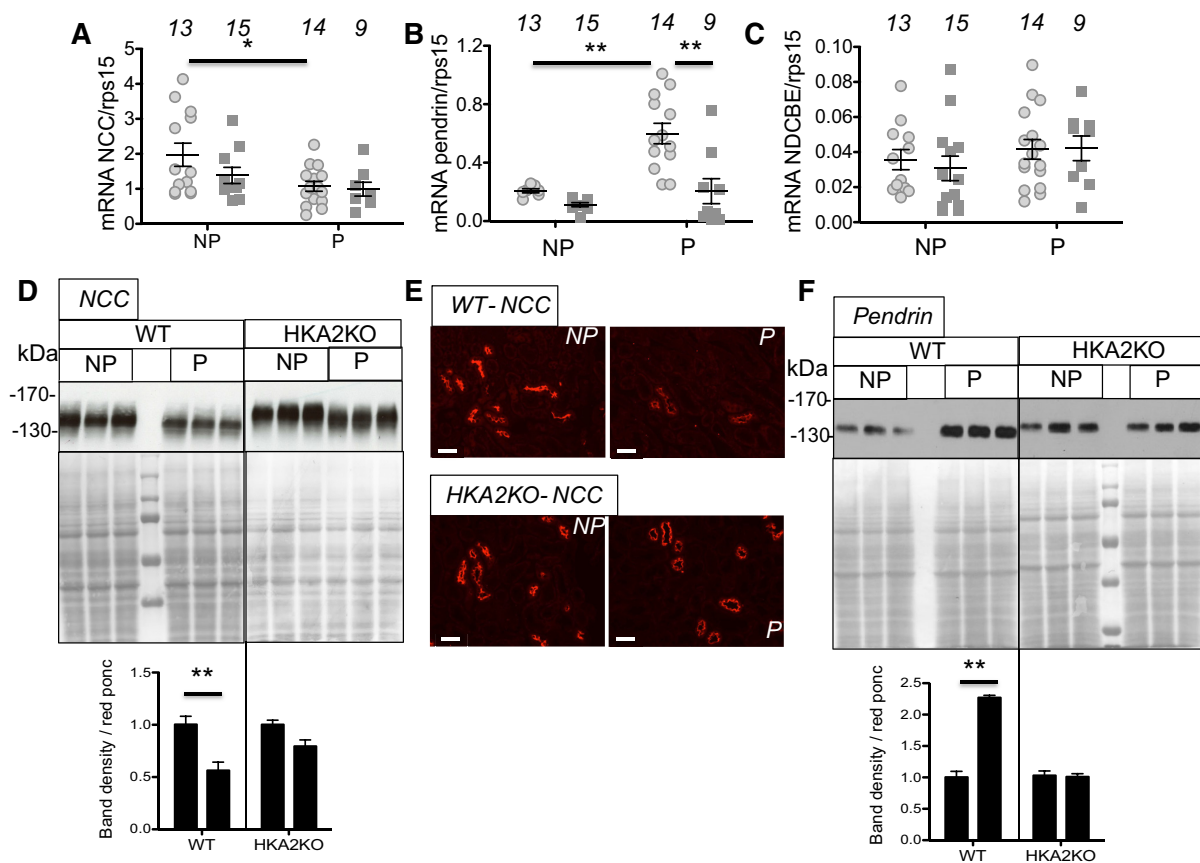 A
13 15 14 9
*
mRNA NCC/rps15
5
4
3
2
1
0
NP P
B
13 15 14 9
** **
mRNA pendrin/rps15
1.2
0.8
0.4
0.0
NP P
C
13 15 14 9
mRNA NDCBE/rps15
0.10
0.08
0.06
0.04
0.02
0.00
NP P
D
NCC
WT HKA2KO
kDa
NP P NP P
-170-
-130-
Band density / red ponc
1.5
1.0
0.5
0.0
**
WT HKA2KO
E
WT- NCC
NP P
HKA2KO- NCC
NP P
F
Pendrin
WT HKA2KO
kDa
NP P NP P
-170-
-130-
Band density / red ponc
2.5
2.0
1.5
1.0
0.5
0.0
**
WT HKA2KO